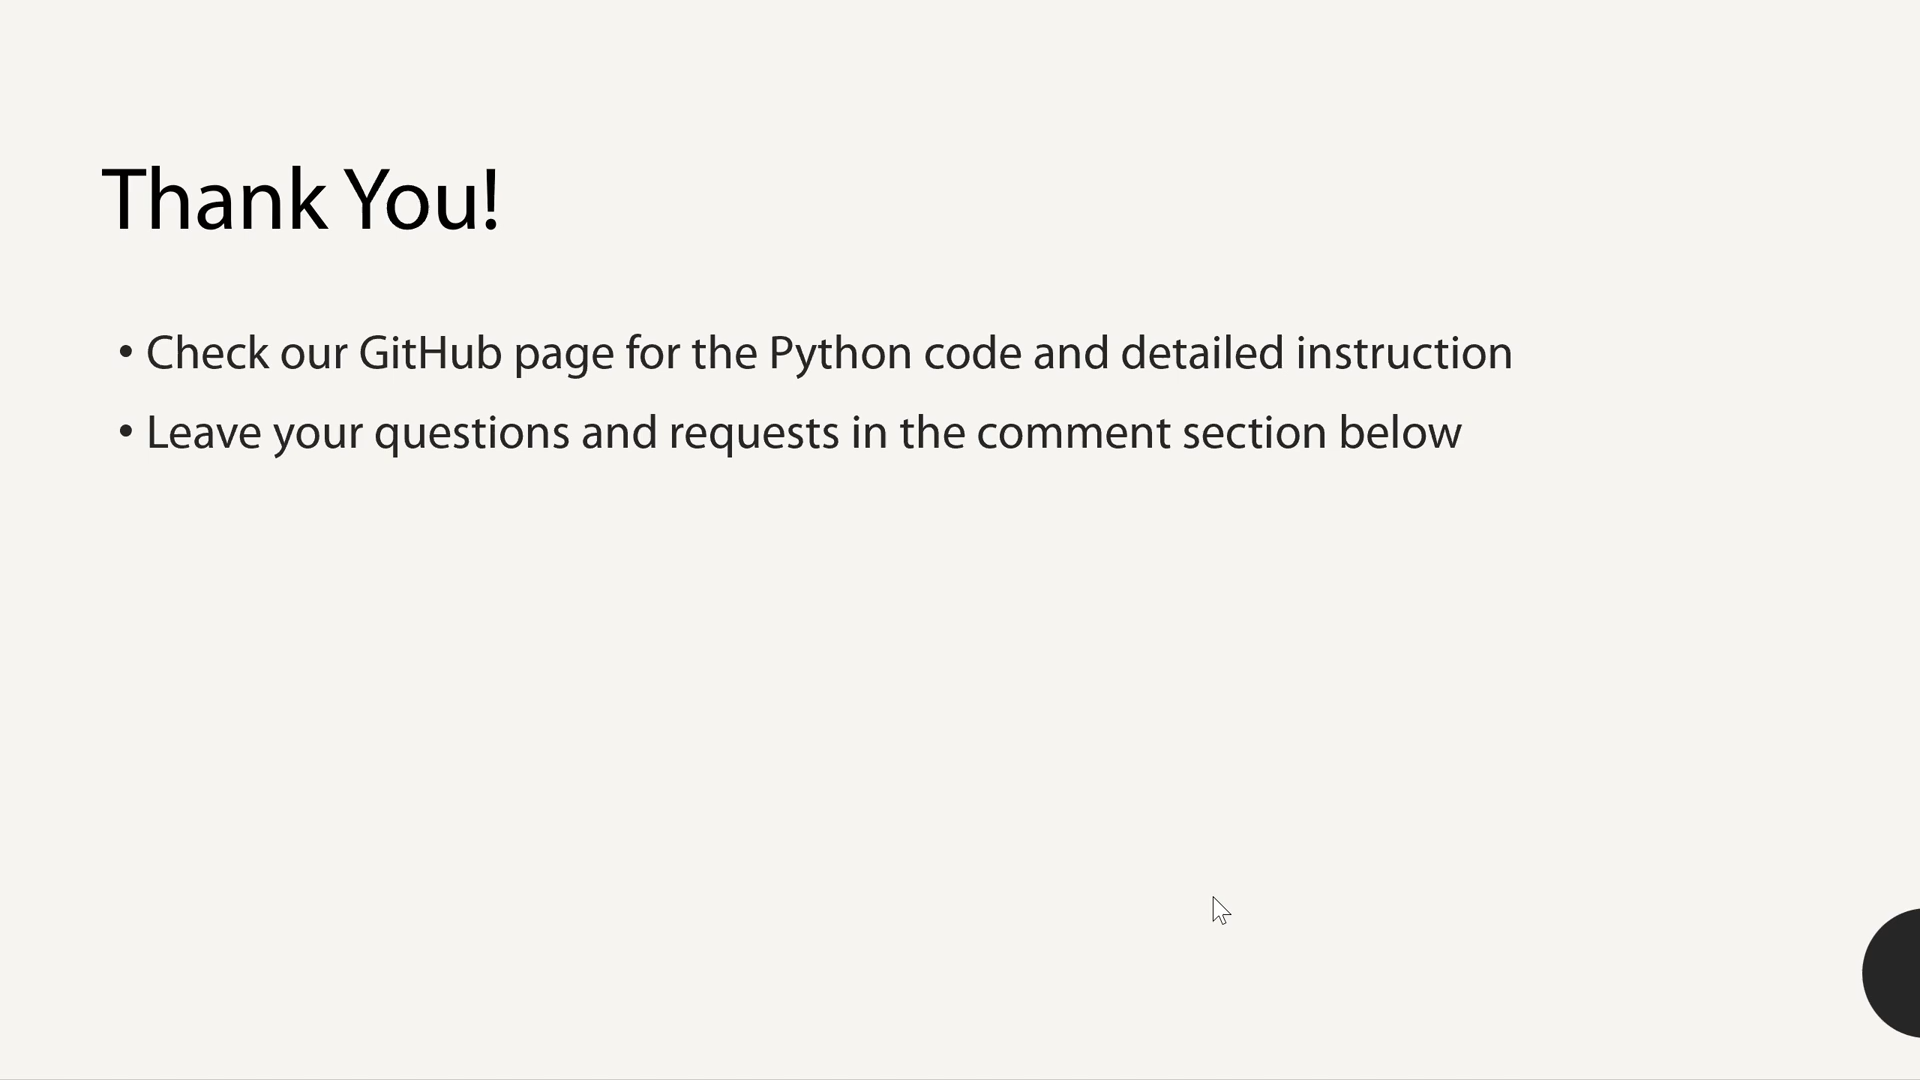 Thank You!
• Check our GitHub page for the Python code and detailed instruction
• Leave your questions and requests in the comment section below